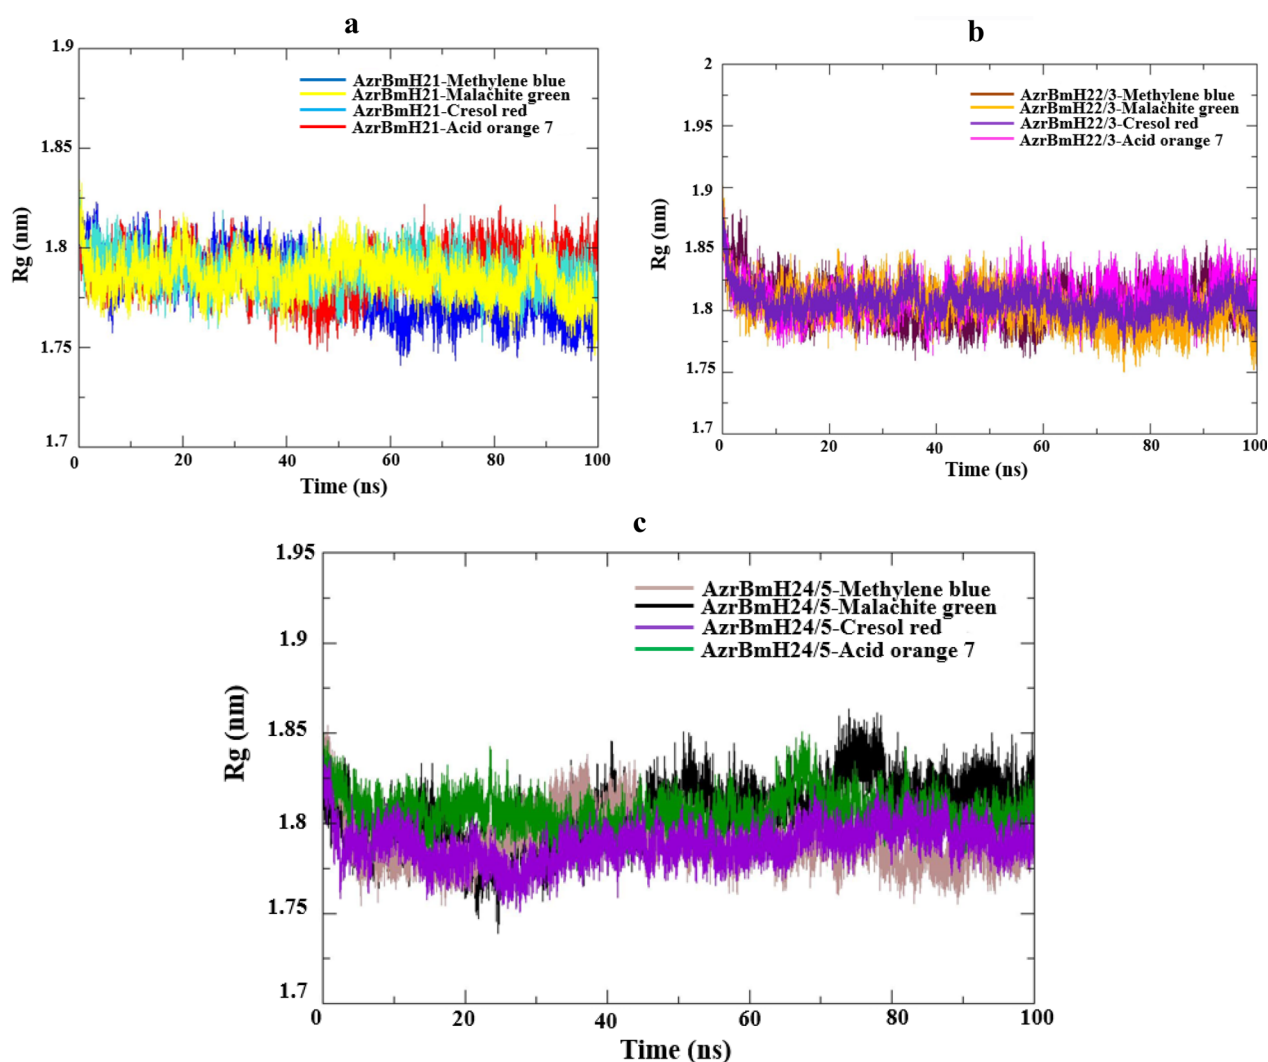 a
1.9
1.85
1.8
1.75
1.7
Rg (nm)
AzrBmH21-Methylene blue
AzrBmH21-Malachite green
AzrBmH21-Cresol red
AzrBmH21-Acid orange 7
0 20 40 60 80 100
Time (ns)
b
2
1.95
1.9
1.85
1.8
1.75
1.7
Rg (nm)
AzrBmH22/3-Methylene blue
AzrBmH22/3-Malachite green
AzrBmH22/3-Cresol red
AzrBmH22/3-Acid orange 7
0 20 40 60 80 100
Time (ns)
c
1.95
1.9
1.85
1.8
1.75
1.7
Rg (nm)
AzrBmH24/5-Methylene blue
AzrBmH24/5-Malachite green
AzrBmH24/5-Cresol red
AzrBmH24/5-Acid orange 7
0 20 40 60 80 100
Time (ns)